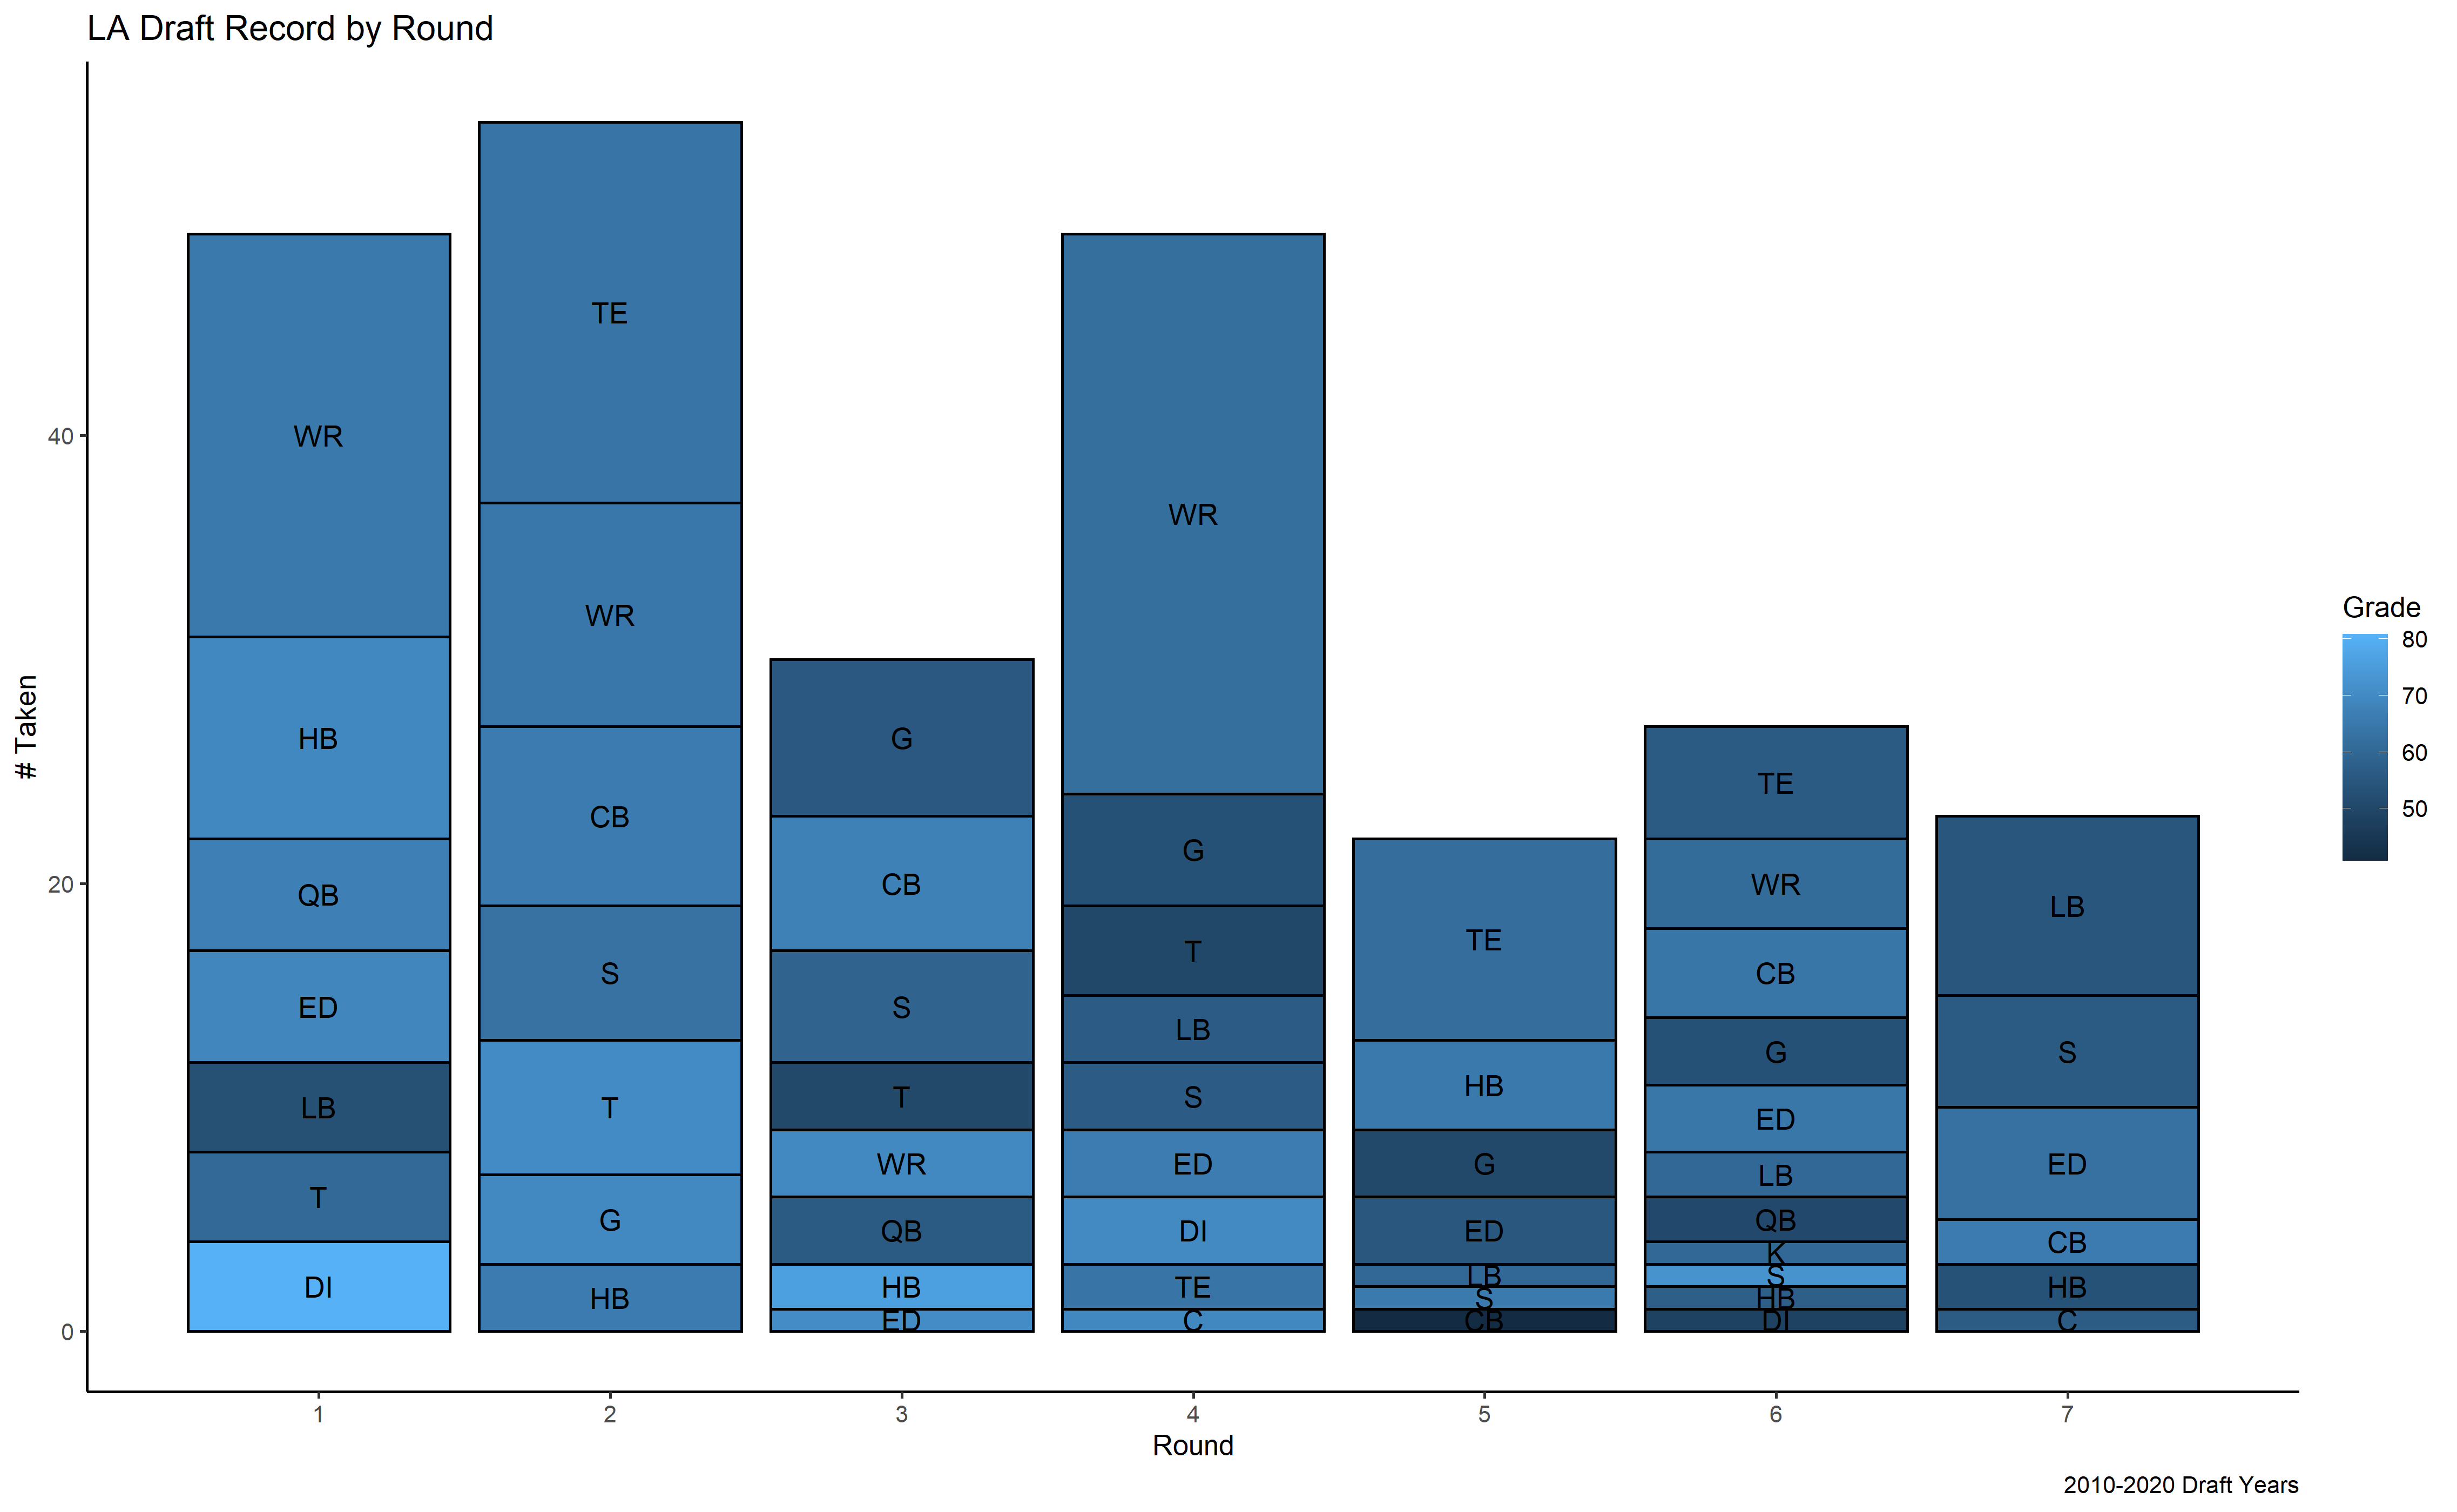 LA Draft Record by Round
# Taken
40
20
0
WR
HB
QB
ED
LB
T
DI
TE
WR
CB
S
T
G
HB
G
CB
S
T
WR
QB
HB
ED
WR
G
T
LB
S
ED
DI
TE
C
TE
HB
G
ED
LB
S
CB
TE
WR
CB
G
ED
LB
QB
K
S
HB
DI
LB
S
ED
CB
HB
C
1
2
3
4
5
6
7
Round
Grade
80
70
60
50
2010-2020 Draft Years